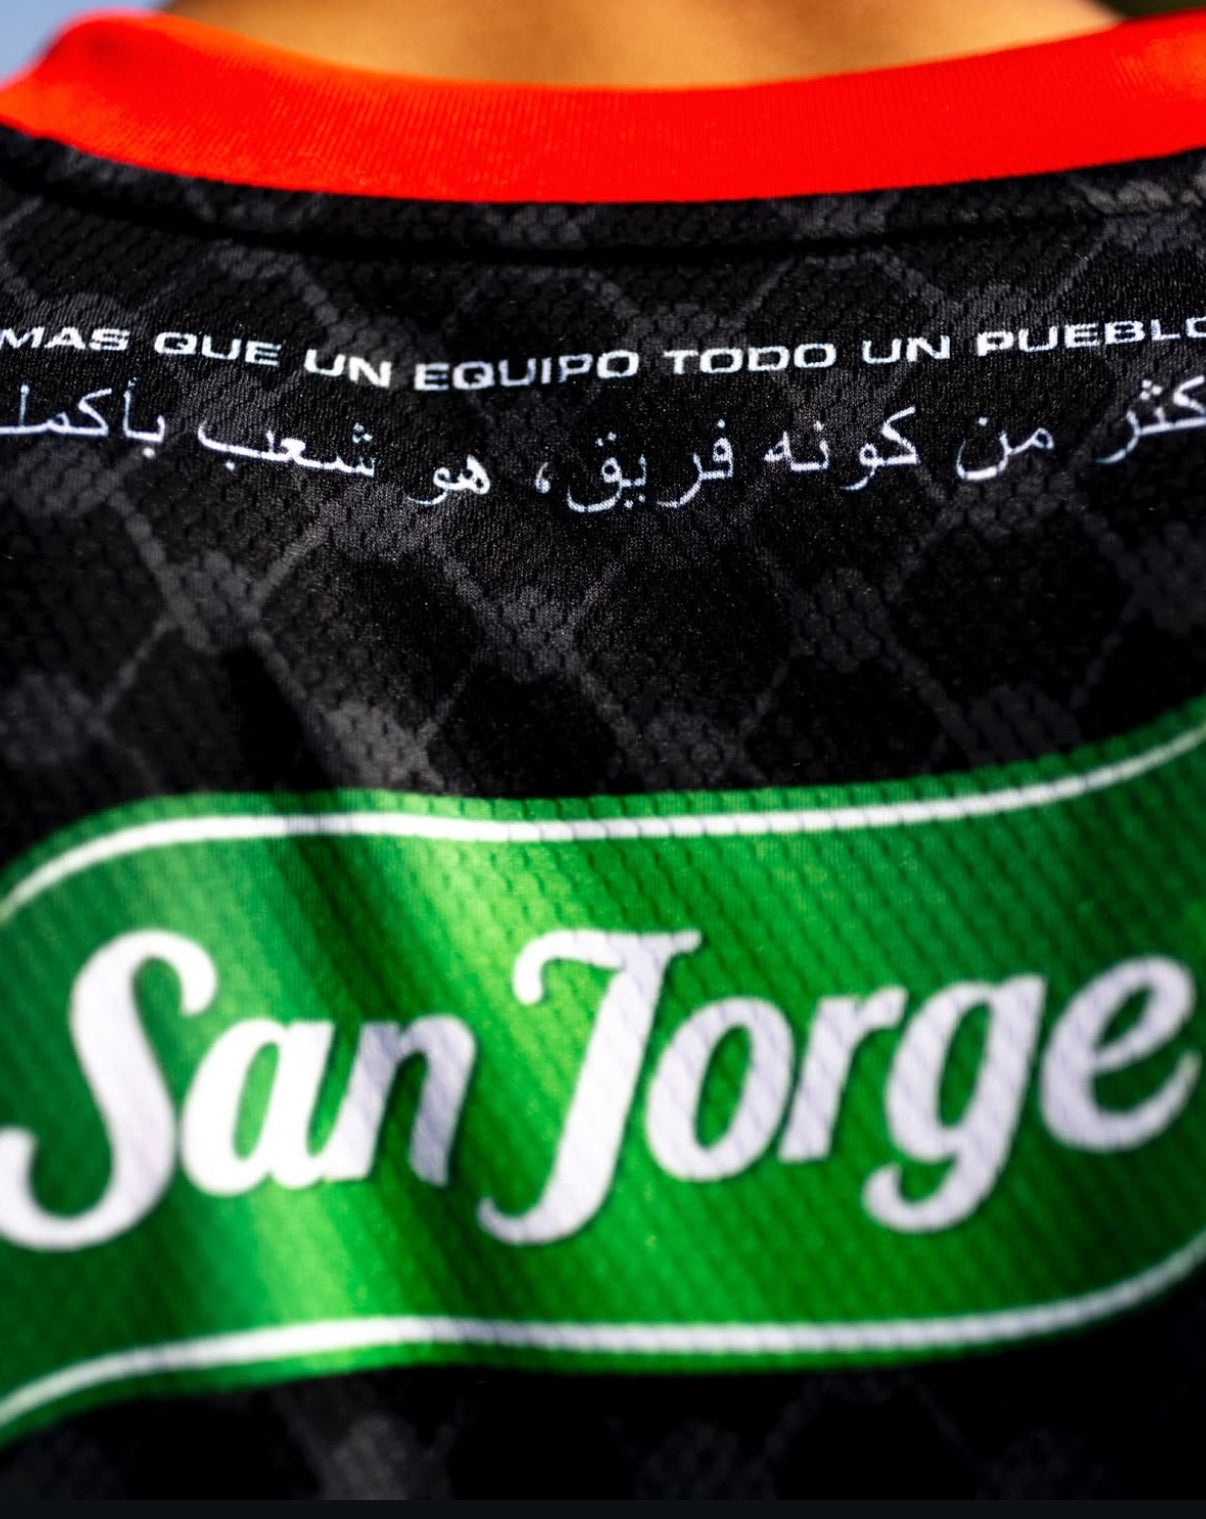 MAS QUE UN EQUIPO TODO UN PUEBLO
كثر من كونه فريق، هو شعب بأكمل
San Jorge